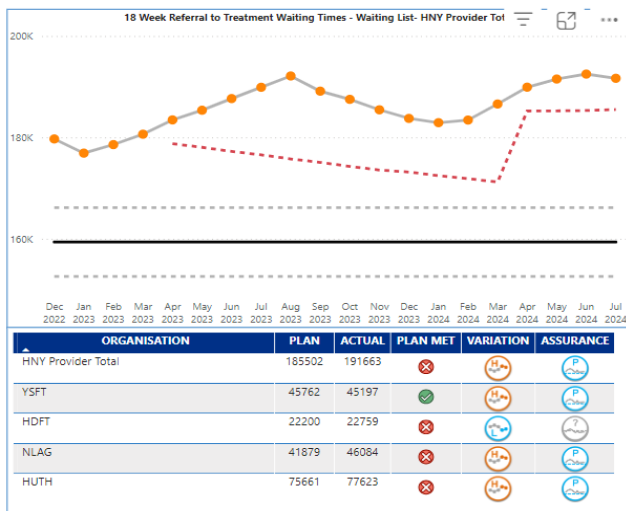 18 Week Referral to Treatment Waiting Times - Waiting List- HNY Provider Tot
200K
180K
160K
Dec Jan Feb Mar Apr May Jun Jul Aug Sep Oct Nov Dec Jan Feb Mar Apr May Jun Jul
2022 2023 2023 2023 2023 2023 2023 2023 2023 2023 2023 2023 2023 2024 2024 2024 2024 2024 2024 2024
ORGANISATION PLAN ACTUAL PLAN MET VARIATION ASSURANCE
HNY Provider Total 185502 191663 H P
YSFT 45762 45197 H P
HDFT 22200 22759 L ?
NLAG 41879 46084 H P
HUTH 75661 77623 H P